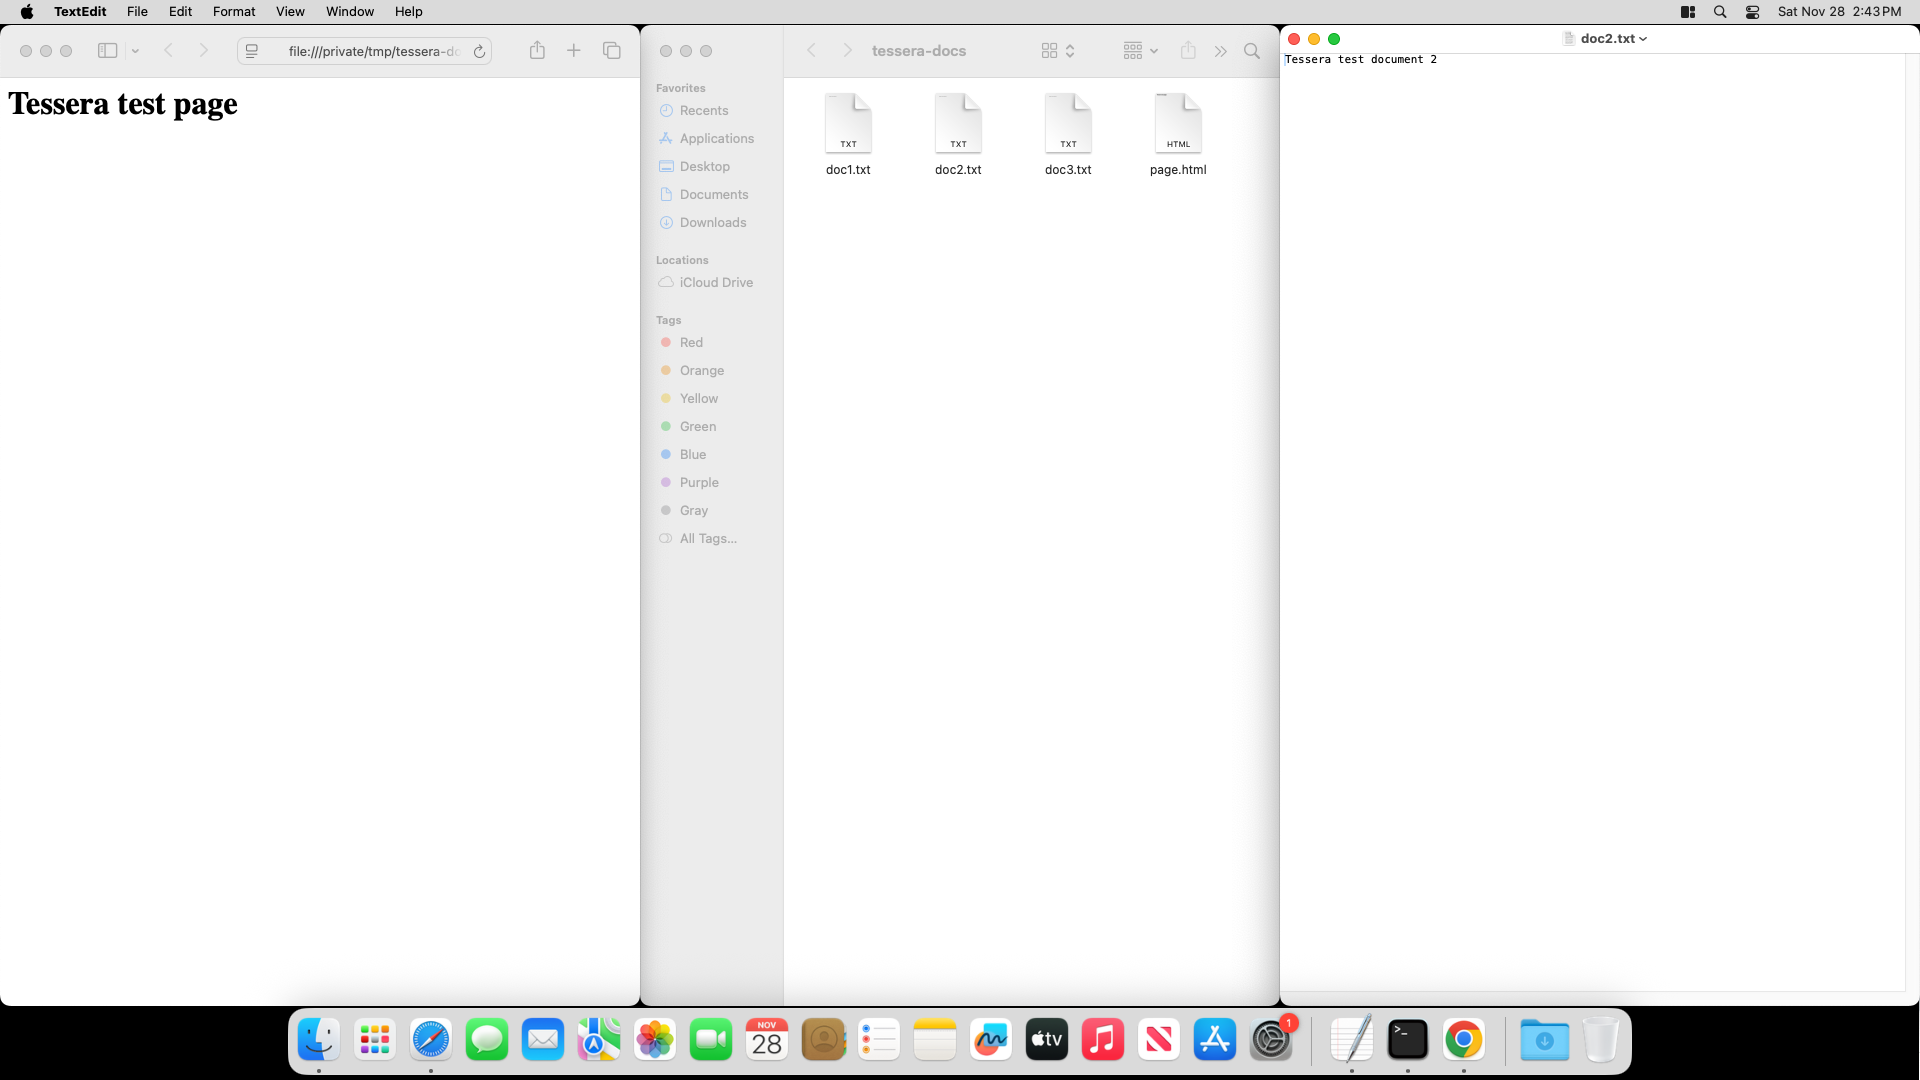 TextEdit File Edit Format View Window Help Sat Nov 28 2:43 PM
file:///private/tmp/tessera-dc
Tessera test page
tessera-docs
Favorites
Recents
Applications
Desktop
Documents
Downloads
Locations
iCloud Drive
Tags
Red
Orange
Yellow
Green
Blue
Purple
Gray
All Tags...
TXT TXT TXT HTML
doc1.txt doc2.txt doc3.txt page.html
doc2.txt
Tessera test document 2
NOV
28
tv
1
>_